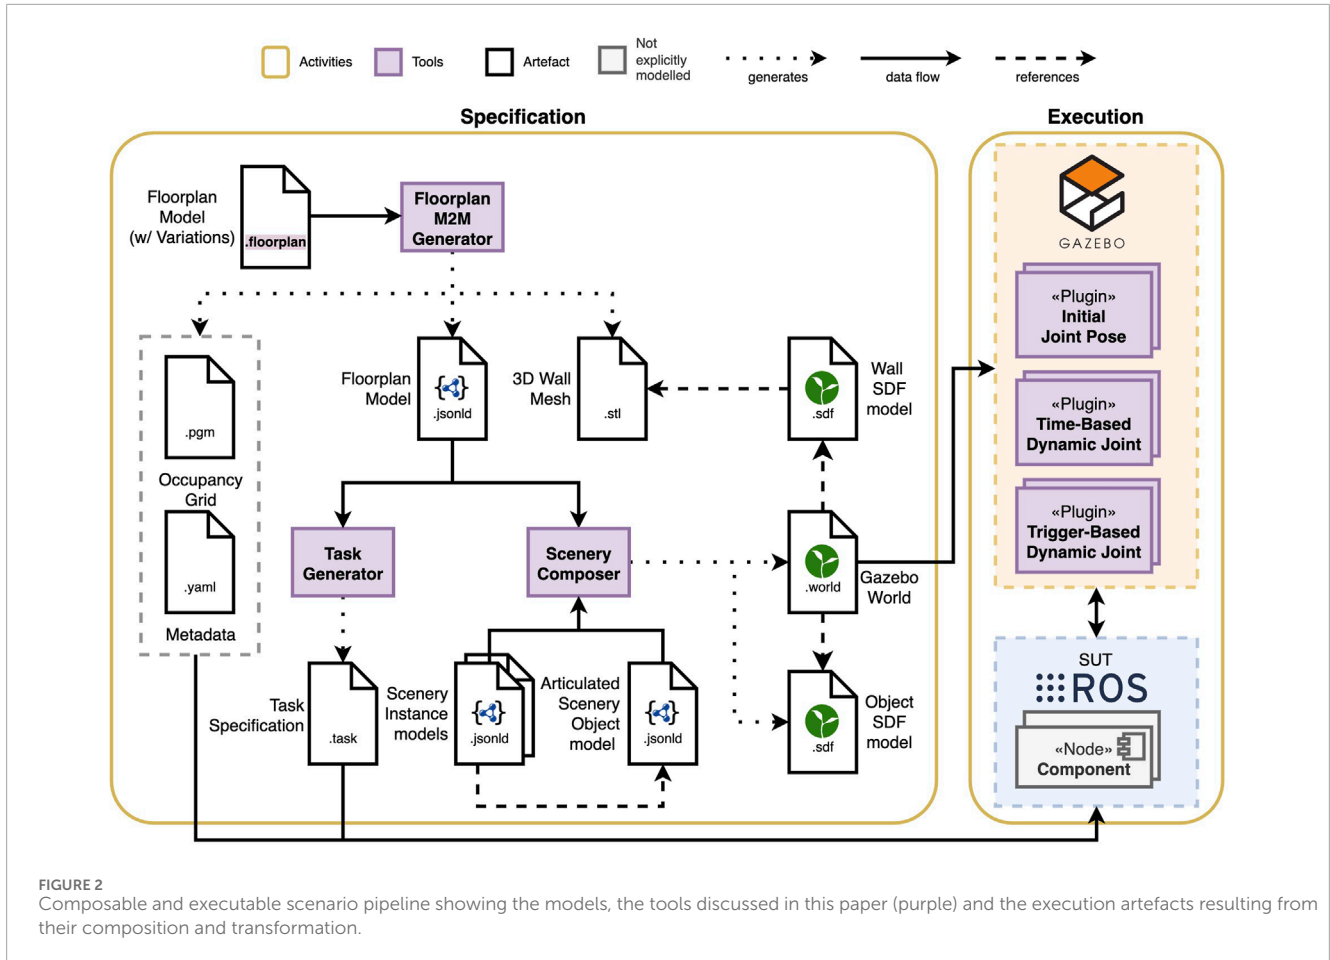 Activities
Tools
Artefact
Not
explicitly
modelled
generates
data flow
references
Specification
Execution
Floorplan
Model
(w/ Variations)
.floorplan
Floorplan
M2M
Generator
GAZEBO
«Plugin»
Initial
Joint Pose
«Plugin»
Time-Based
Dynamic Joint
«Plugin»
Trigger-Based
Dynamic Joint
.pgm
Occupancy
Grid
.yaml
Metadata
Floorplan
Model
{}
.jsonld
3D Wall
Mesh
.stl
.sdf
Wall
SDF
model
Task
Generator
Scenery
Composer
.world
Gazebo
World
Task
Specification
.task
Scenery
Instance
models
{}
.jsonld
Articulated
Scenery
Object
model
{}
.jsonld
.sdf
Object
SDF
model
SUT
ROS
«Node»
Component
FIGURE 2
Composable and executable scenario pipeline showing the models, the tools discussed in this paper (purple) and the execution artefacts resulting from
their composition and transformation.